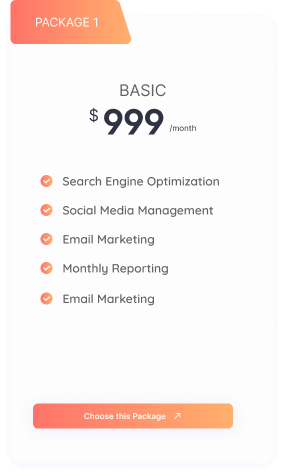 PACKAGE 1
BASIC
$ 999 /month
Search Engine Optimization
Social Media Management
Email Marketing
Monthly Reporting
Email Marketing
Choose this Package